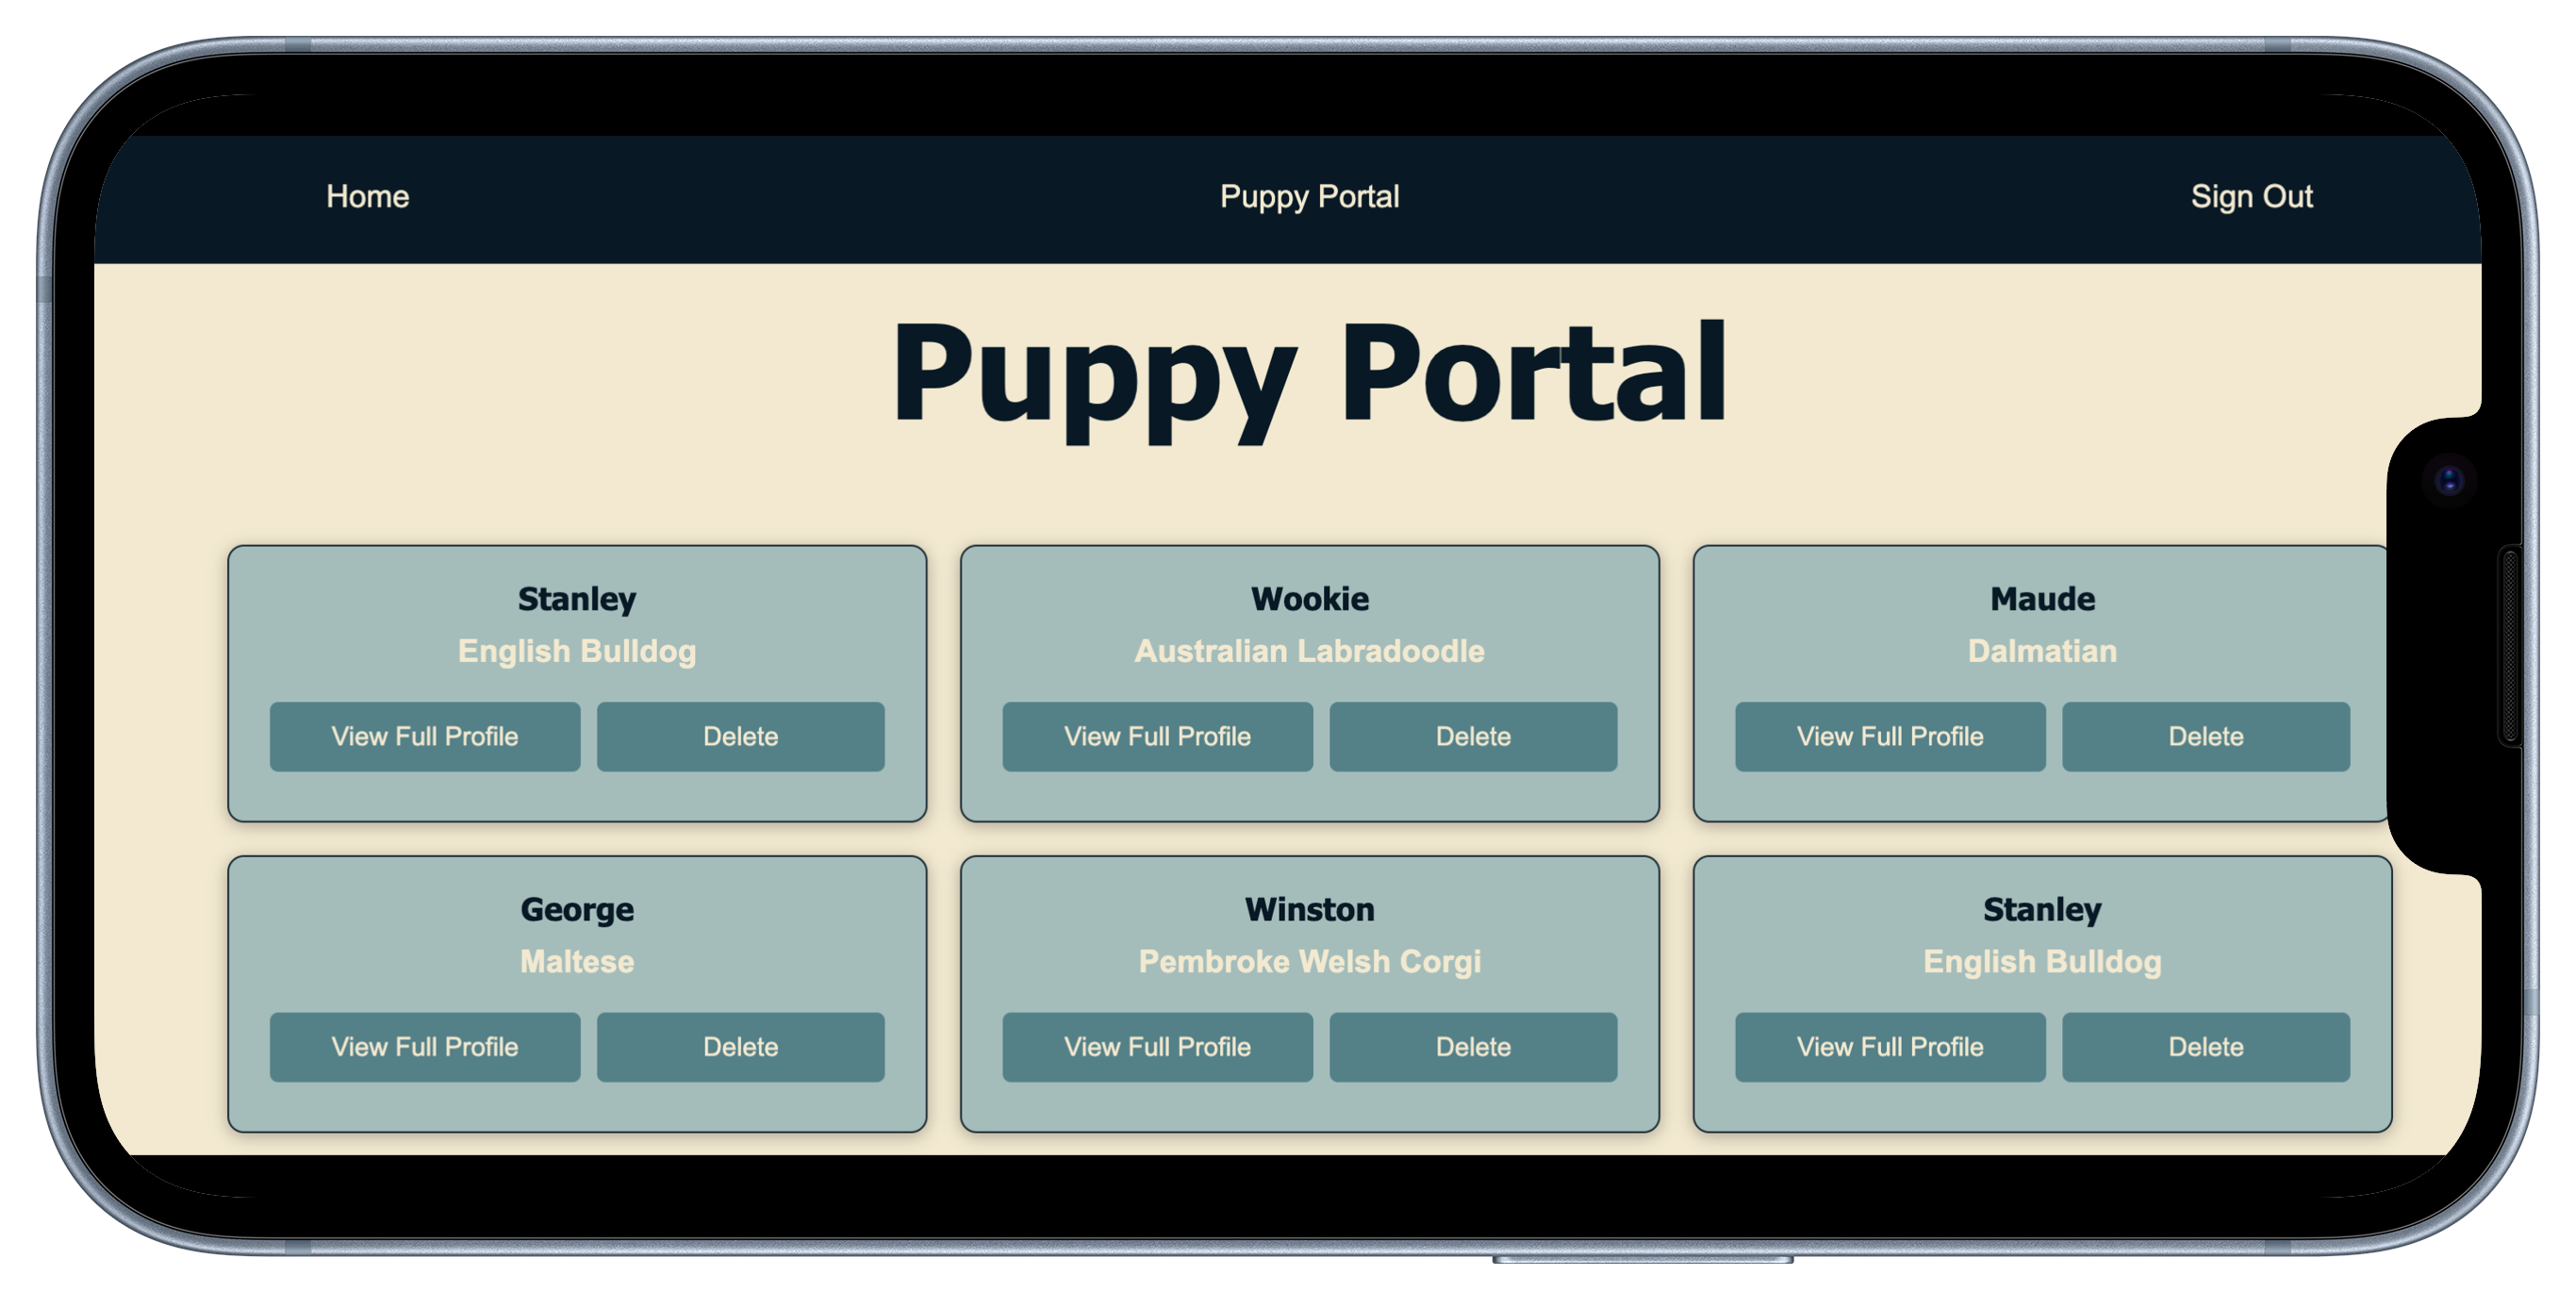 Home Puppy Portal Sign Out
Puppy Portal
Stanley
English Bulldog
View Full Profile Delete
Wookie
Australian Labradoodle
View Full Profile Delete
Maude
Dalmatian
View Full Profile Delete
George
Maltese
View Full Profile Delete
Winston
Pembroke Welsh Corgi
View Full Profile Delete
Stanley
English Bulldog
View Full Profile Delete